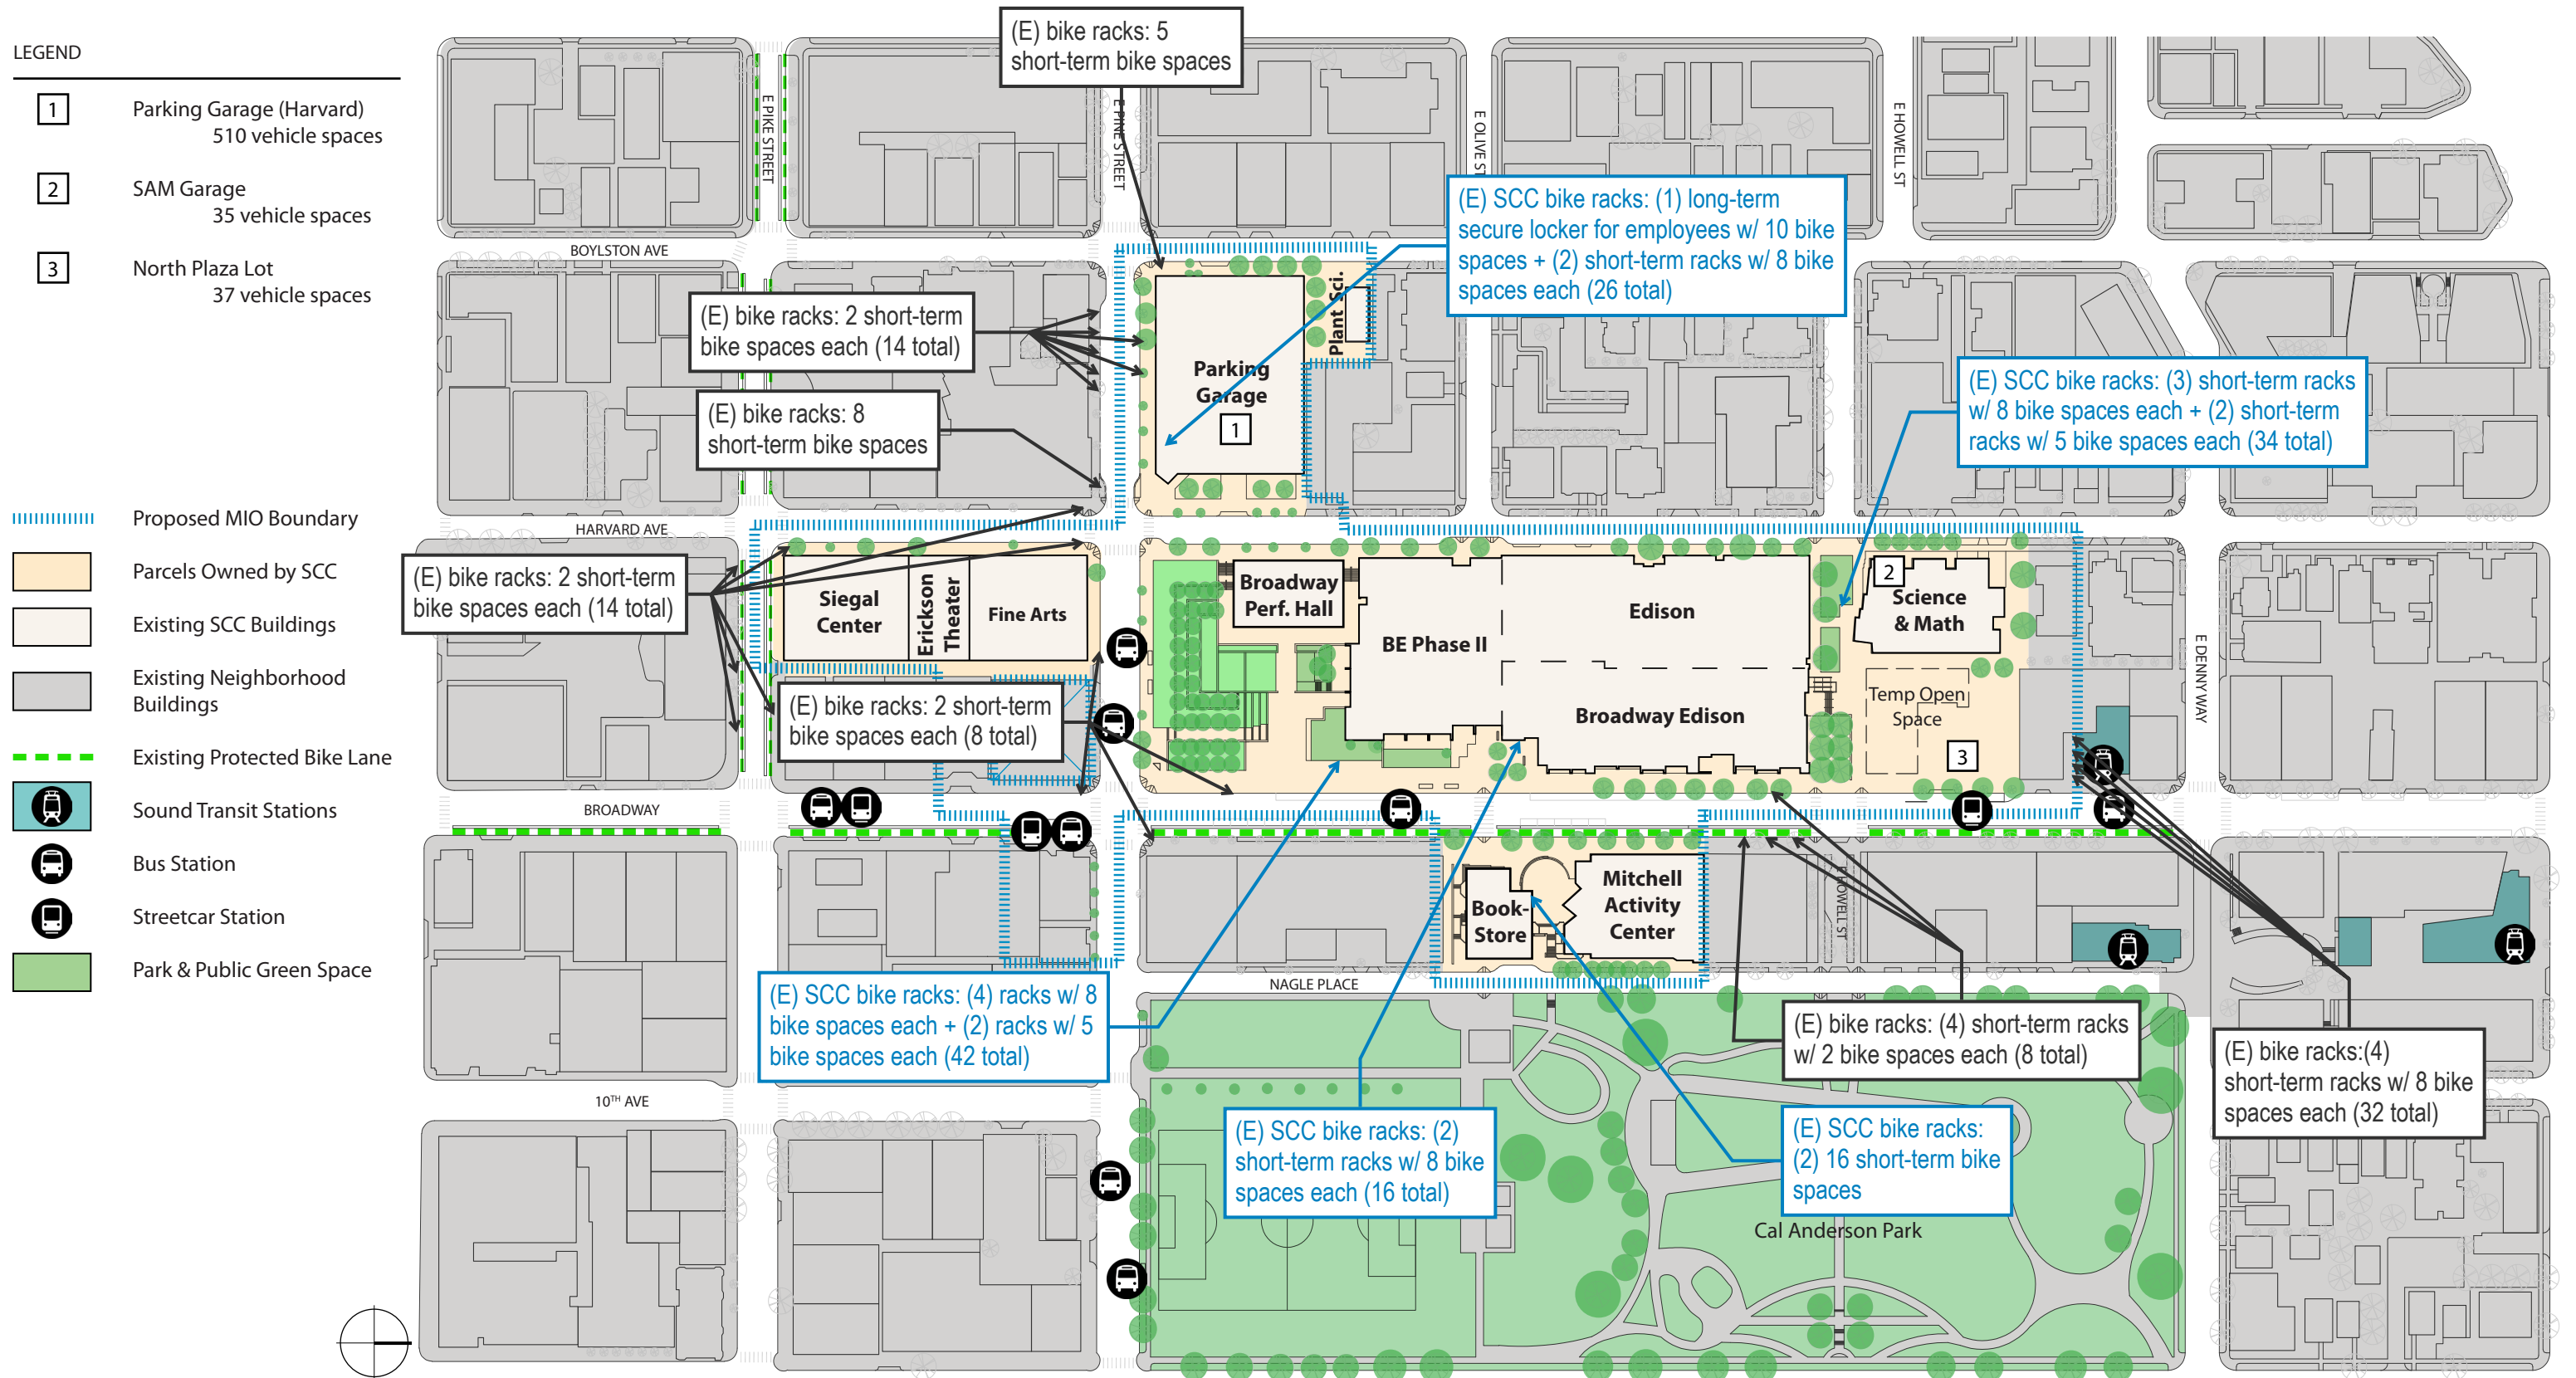 LEGEND
1
Parking Garage (Harvard)
510 vehicle spaces
2
SAM Garage
35 vehicle spaces
3
North Plaza Lot
37 vehicle spaces
Proposed MIO Boundary
Parcels Owned by SCC
Existing SCC Buildings
Existing Neighborhood
Buildings
Existing Protected Bike Lane
Sound Transit Stations
Bus Station
Streetcar Station
Park & Public Green Space
(E) bike racks: 5
short-term bike spaces
E PIKE STREET
E PINE STREET
E OLIVE ST
E HOWELL ST
(E) SCC bike racks: (1) long-term
secure locker for employees w/ 10 bike
spaces + (2) short-term racks w/ 8 bike
spaces each (26 total)
BOYLSTON AVE
(E) bike racks: 2 short-term
bike spaces each (14 total)
Plant Sci.
Parking
Garage
1
(E) SCC bike racks: (3) short-term racks
w/ 8 bike spaces each + (2) short-term
racks w/ 5 bike spaces each (34 total)
(E) bike racks: 8
short-term bike spaces
HARVARD AVE
(E) bike racks: 2 short-term
bike spaces each (14 total)
Siegal
Center
Erickson
Theater
Fine Arts
Broadway
Perf. Hall
BE Phase II
Edison
2
Science
& Math
E DENNY WAY
(E) bike racks: 2 short-term
bike spaces each (8 total)
Broadway Edison
Temp Open
Space
3
BROADWAY
Book-
Store
Mitchell
Activity
Center
E HOWELL ST
NAGLE PLACE
(E) SCC bike racks: (4) racks w/ 8
bike spaces each + (2) racks w/ 5
bike spaces each (42 total)
(E) bike racks: (4) short-term racks
w/ 2 bike spaces each (8 total)
(E) bike racks:(4)
short-term racks w/ 8 bike
spaces each (32 total)
10TH AVE
(E) SCC bike racks: (2)
short-term racks w/ 8 bike
spaces each (16 total)
(E) SCC bike racks:
(2) 16 short-term bike
spaces
Cal Anderson Park